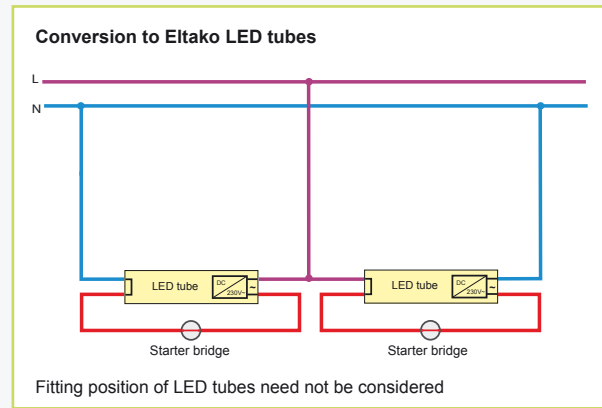 Conversion to Eltako LED tubes
L
N
LED tube
DC
230V~
~
LED tube
DC
230V~
~
Starter bridge
Starter bridge
Fitting position of LED tubes need not be considered